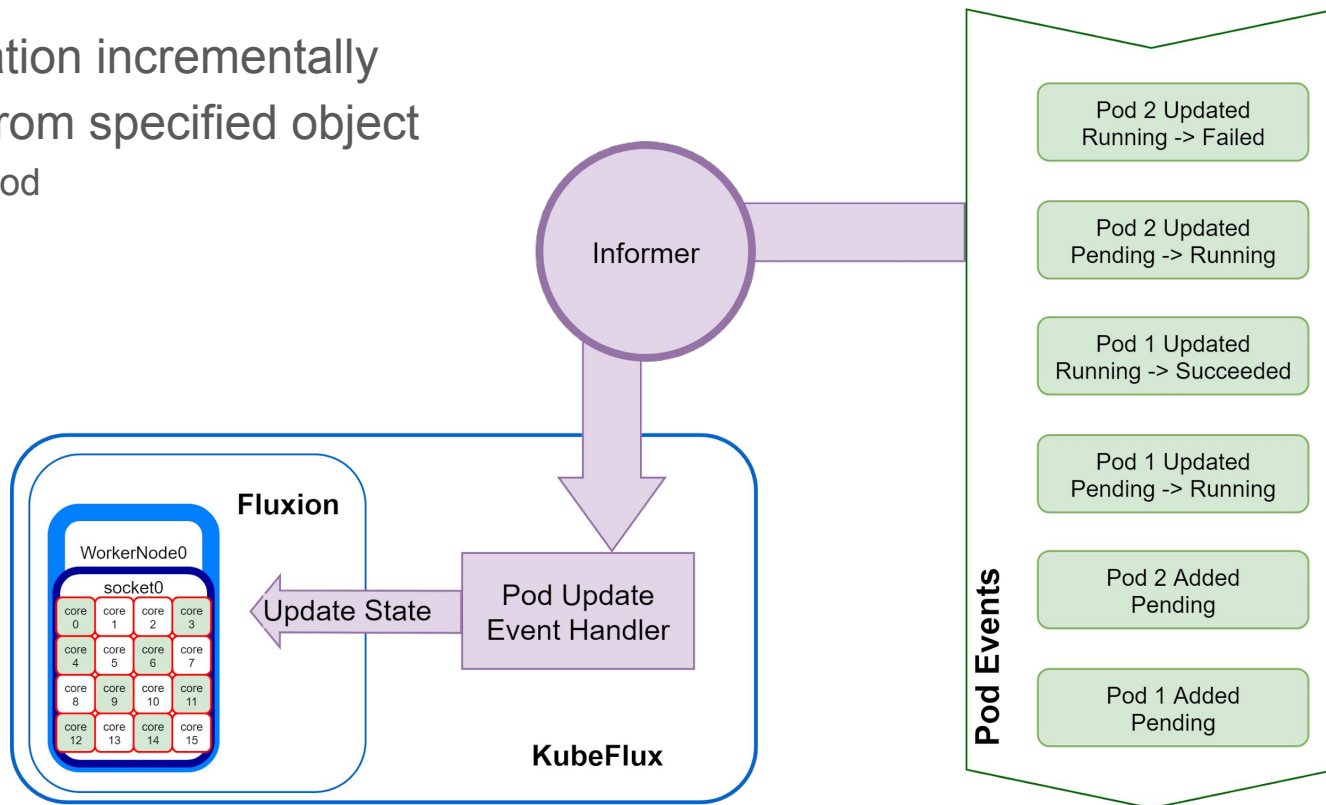 ation incrementally
from specified object
od
Informer
Pod 2 Updated
Running -> Failed
Pod 2 Updated
Pending -> Running
Pod 1 Updated
Running -> Succeeded
Pod 1 Updated
Pending -> Running
Pod 2 Added
Pending
Pod 1 Added
Pending
Pod Events
Fluxion
WorkerNode0
socket0
core 0
core 1
core 2
core 3
core 4
core 5
core 6
core 7
core 8
core 9
core 10
core 11
core 12
core 13
core 14
core 15
Update State
Pod Update
Event Handler
KubeFlux